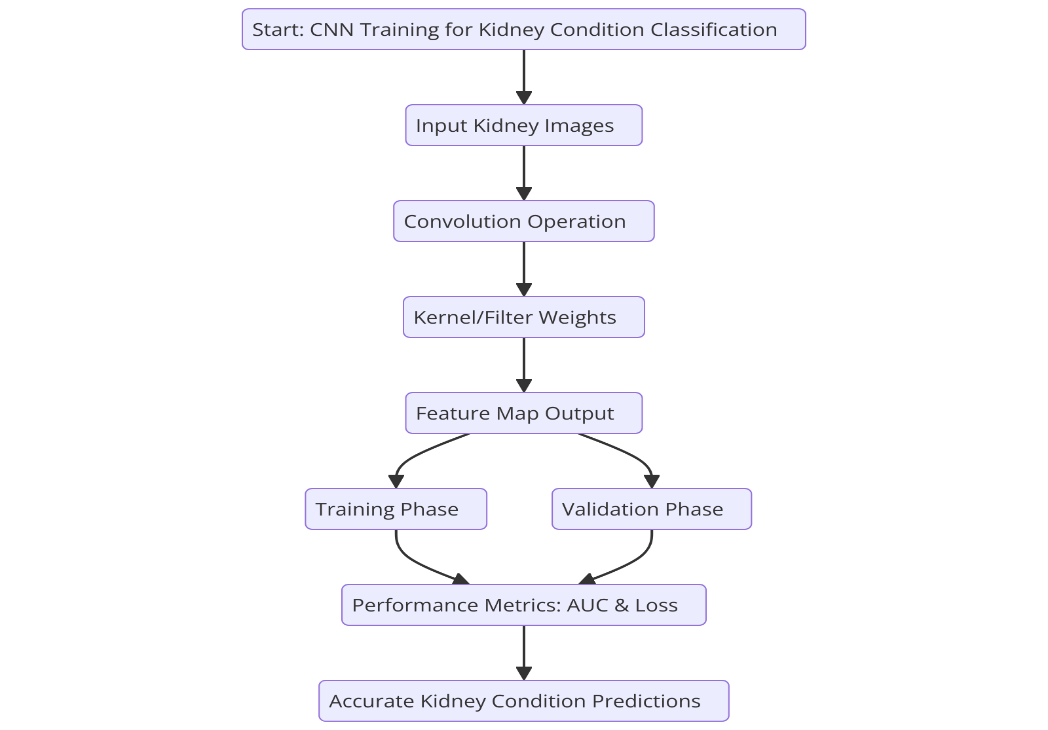 Start: CNN Training for Kidney Condition Classification
Input Kidney Images
Convolution Operation
Kernel/Filter Weights
Feature Map Output
Training Phase
Validation Phase
Performance Metrics: AUC & Loss
Accurate Kidney Condition Predictions